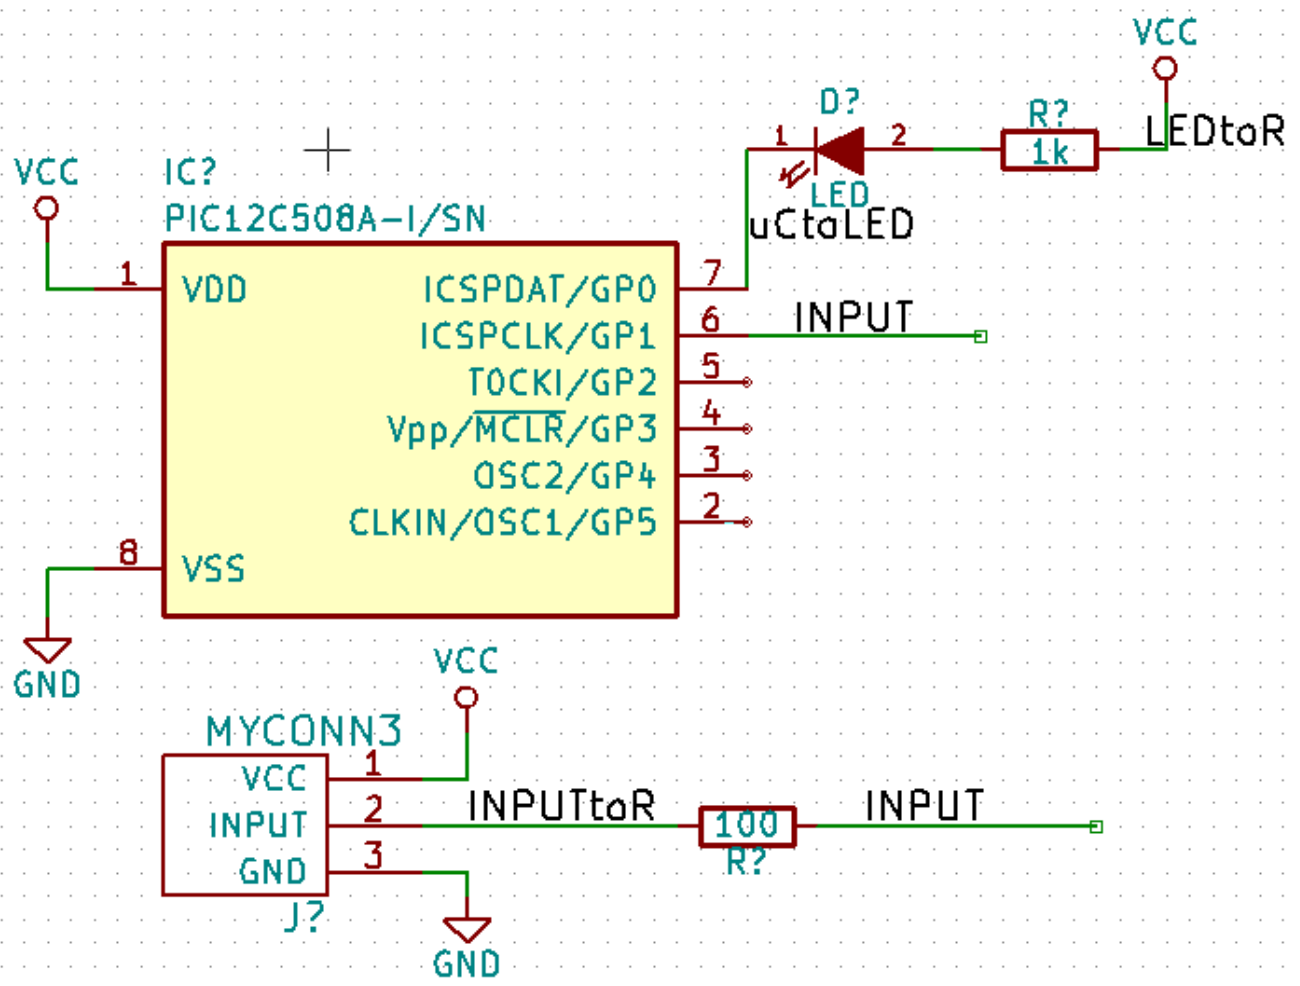 VCC
D?
R?
LEDtoR
1
2
1k
VCC
IC?
LED
PIC12C508A-I/SN
uCtoLED
1
VDD
ICSPDAT/GP0
7
ICSPCLK/GP1
6
INPUT
T0CKI/GP2
5
Vpp/MCLR/GP3
4
OSC2/GP4
3
CLKIN/OSC1/GP5
2
8
VSS
GND
VCC
MYCONN3
VCC
1
INPUT
2
INPUTtoR
100
INPUT
R?
GND
3
J?
GND